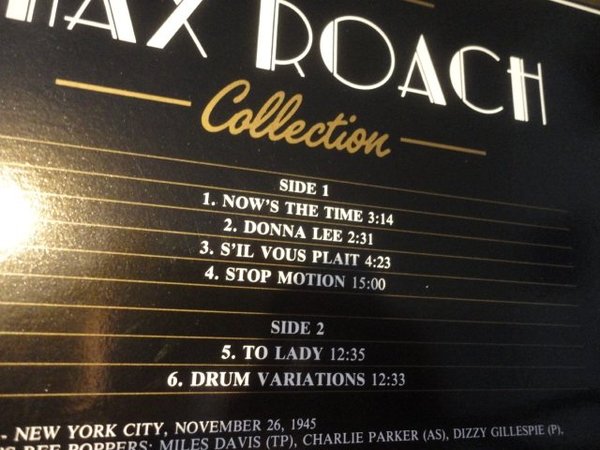 MAX ROACH
Collection
SIDE 1
1. NOW'S THE TIME 3:14
2. DONNA LEE 2:31
3. S'IL VOUS PLAIT 4:23
4. STOP MOTION 15:00
SIDE 2
5. TO LADY 12:35
6. DRUM VARIATIONS 12:33
- NEW YORK CITY, NOVEMBER 26, 1945
BEE BOPPERS: MILES DAVIS (TP), CHARLIE PARKER (AS), DIZZY GILLESPIE (P),